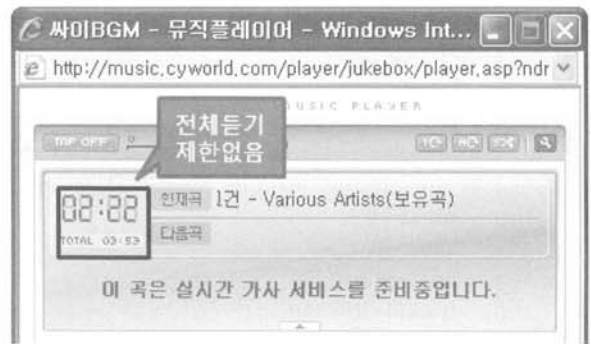 싸이BGM - 뮤직플레이어 - Windows Int...
http://music.cyworld.com/player/jukebox/player.asp?ndr
MUSIC PLAYER
전체듣기
제한없음
TOP OFF
02:22
현재곡 1건 - Various Artists(보유곡)
TOTAL 03:53
다음곡
이 곡은 실시간 가사 서비스를 준비중입니다.